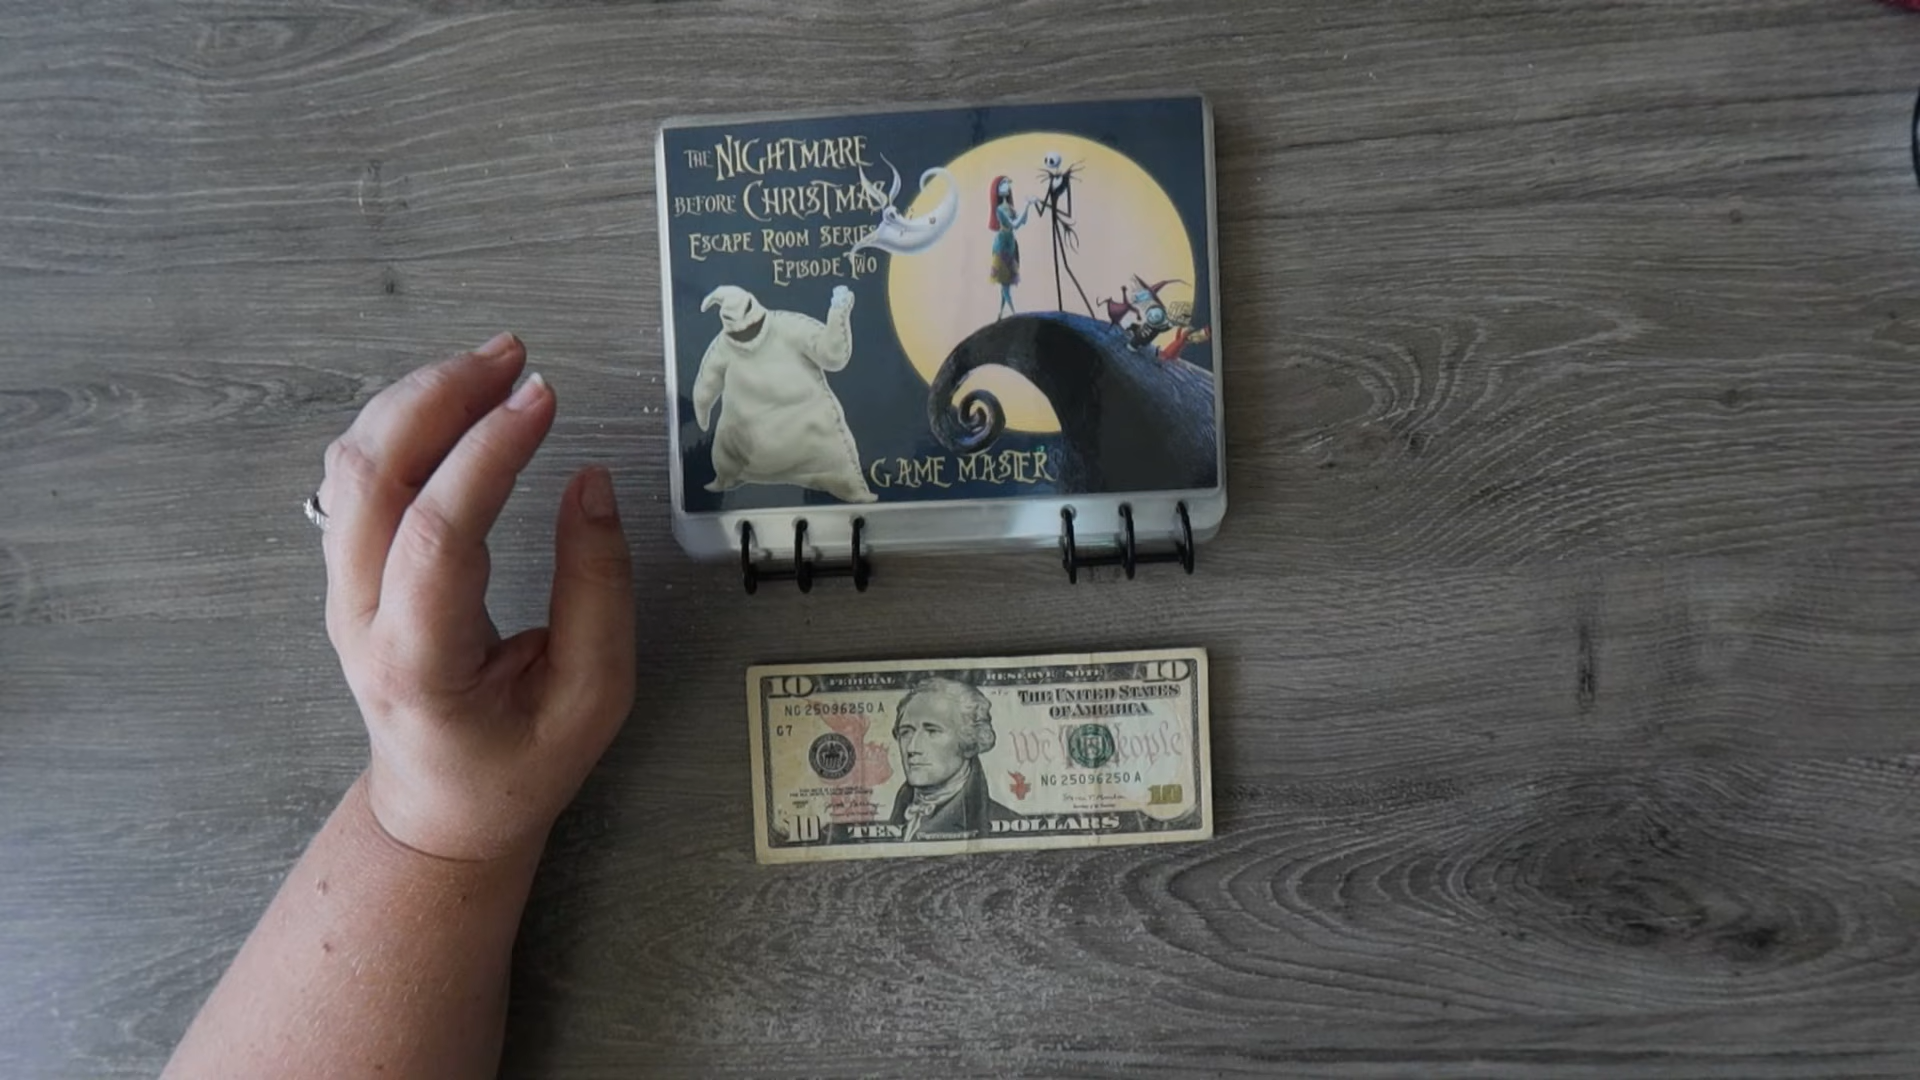 THE NIGHTMARE
BEFORE CHRISTMAS
ESCAPE ROOM SERIES
EPISODE TWO
GAME MASTER
10 FEDERAL RESERVE NOTE 10
NG 25096250 A
THE UNITED STATES
OF AMERICA
G7
We the People
NG 25096250 A
10
$10 TEN DOLLARS